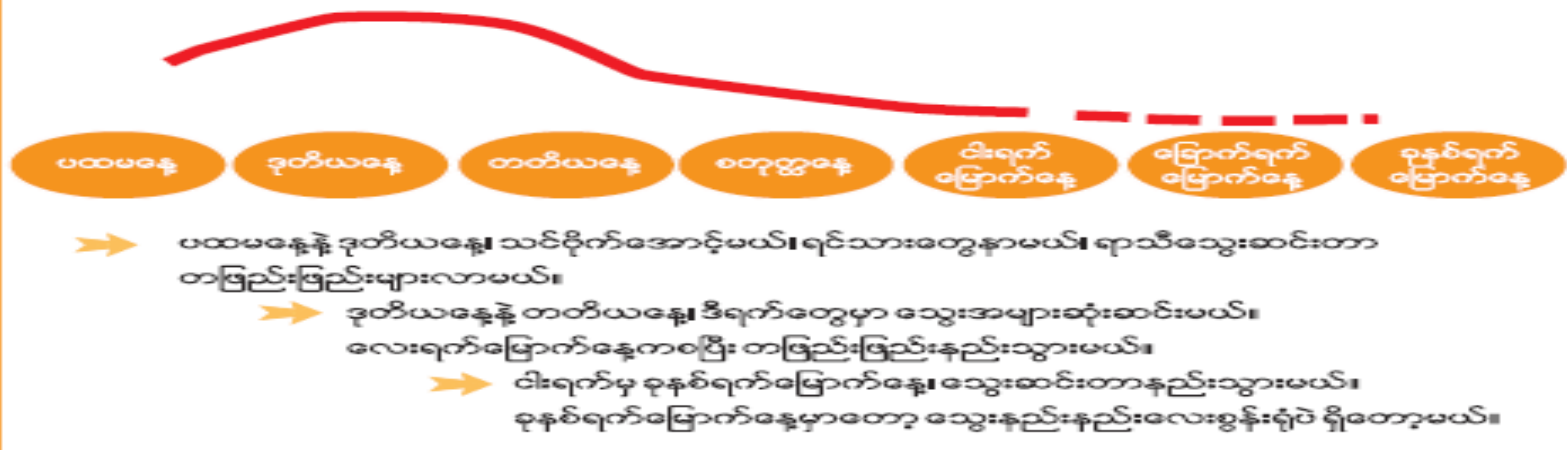 ပထမနေ့
ဒုတိယနေ့
တတိယနေ့
စတုတ္ထနေ့
ငါးရက်
မြောက်နေ့
ခြောက်ရက်
မြောက်နေ့
ခုနစ်ရက်
မြောက်နေ့
ပထမနေ့နဲ့ ဒုတိယနေ့၊ သင်ဗိုက်အောင့်မယ်၊ ရင်သားတွေနာမယ်၊ ရာသီသွေးဆင်းတာ
တဖြည်းဖြည်းများလာမယ်။
ဒုတိယနေ့နဲ့ တတိယနေ့၊ ဒီရက်တွေမှာ သွေးအများဆုံးဆင်းမယ်။
လေးရက်မြောက်နေ့ကစပြီး တဖြည်းဖြည်းနည်းသွားမယ်။
ငါးရက်မှ ခုနစ်ရက်မြောက်နေ့၊ သွေးဆင်းတာနည်းသွားမယ်။
ခုနစ်ရက်မြောက်နေ့မှာတော့ သွေးနည်းနည်းလေးစွန်းရုံပဲ ရှိတော့မယ်။